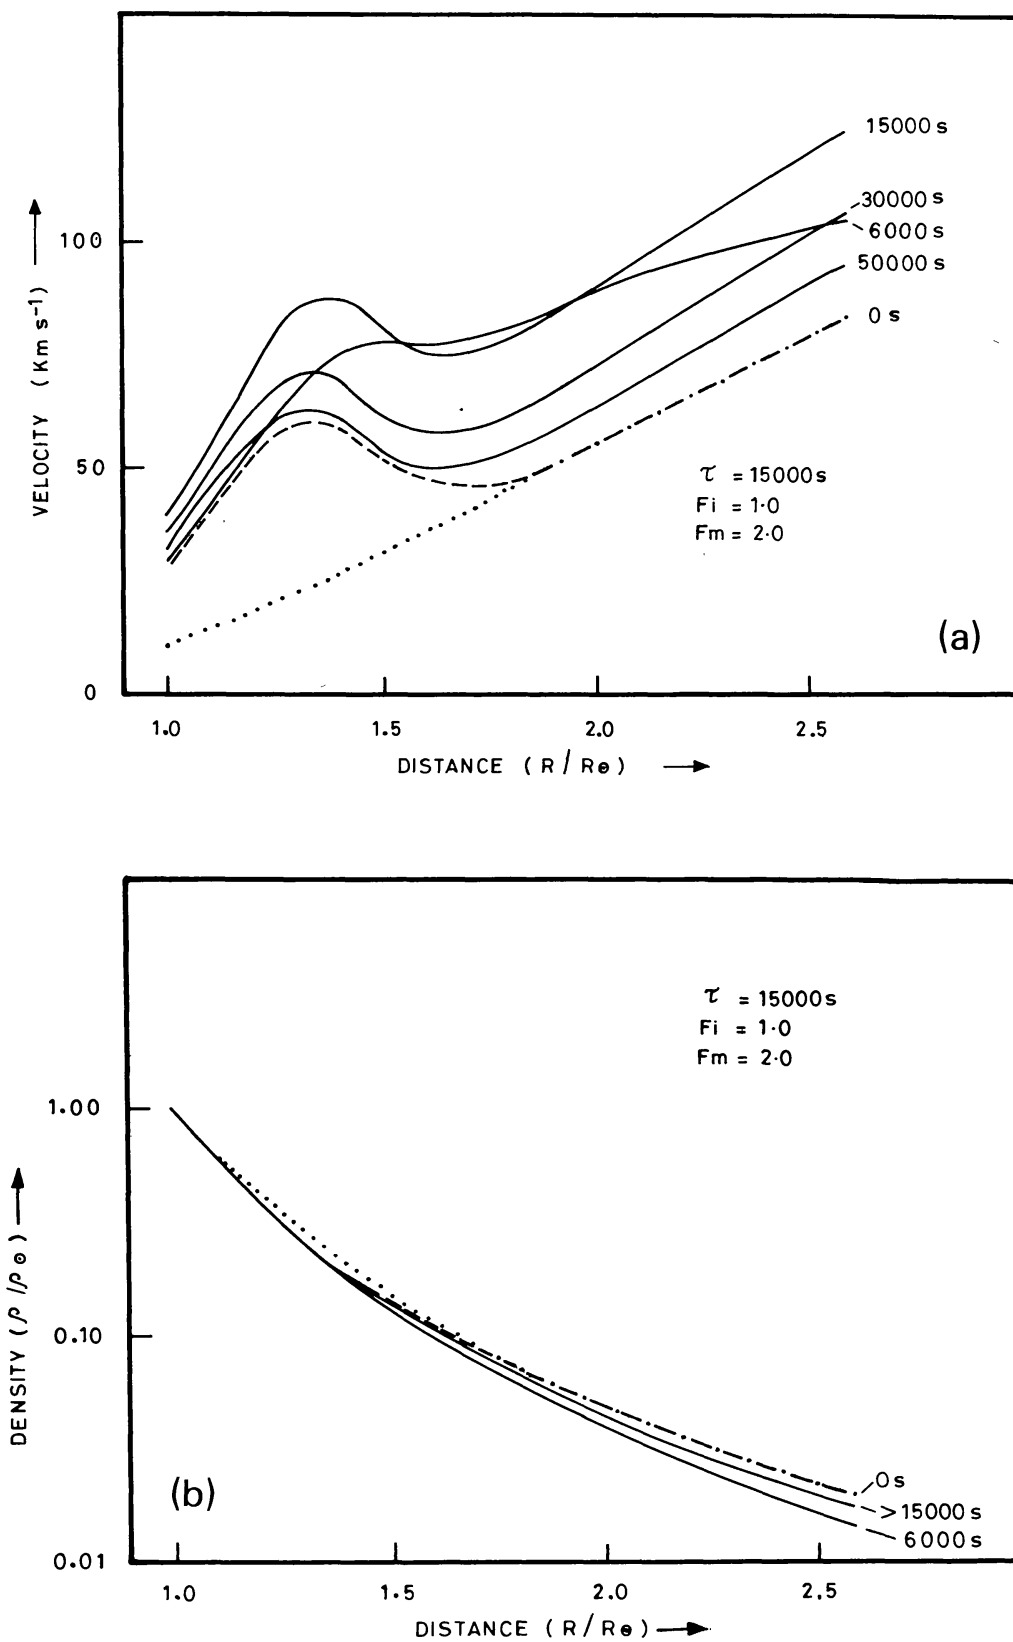 15000 s
30000 s
6000 s
50000 s
0 s
100
50
0
VELOCITY (Km s⁻¹)
τ = 15000s
Fi = 1·0
Fm = 2·0
(a)
1.0 1.5 2.0 2.5
DISTANCE (R/R⊙)
τ = 15000s
Fi = 1·0
Fm = 2·0
1.00
0.10
0.01
DENSITY (ρ/ρ⊙)
(b)
0s
>15000s
6000s
1.0 1.5 2.0 2.5
DISTANCE (R/R⊙)